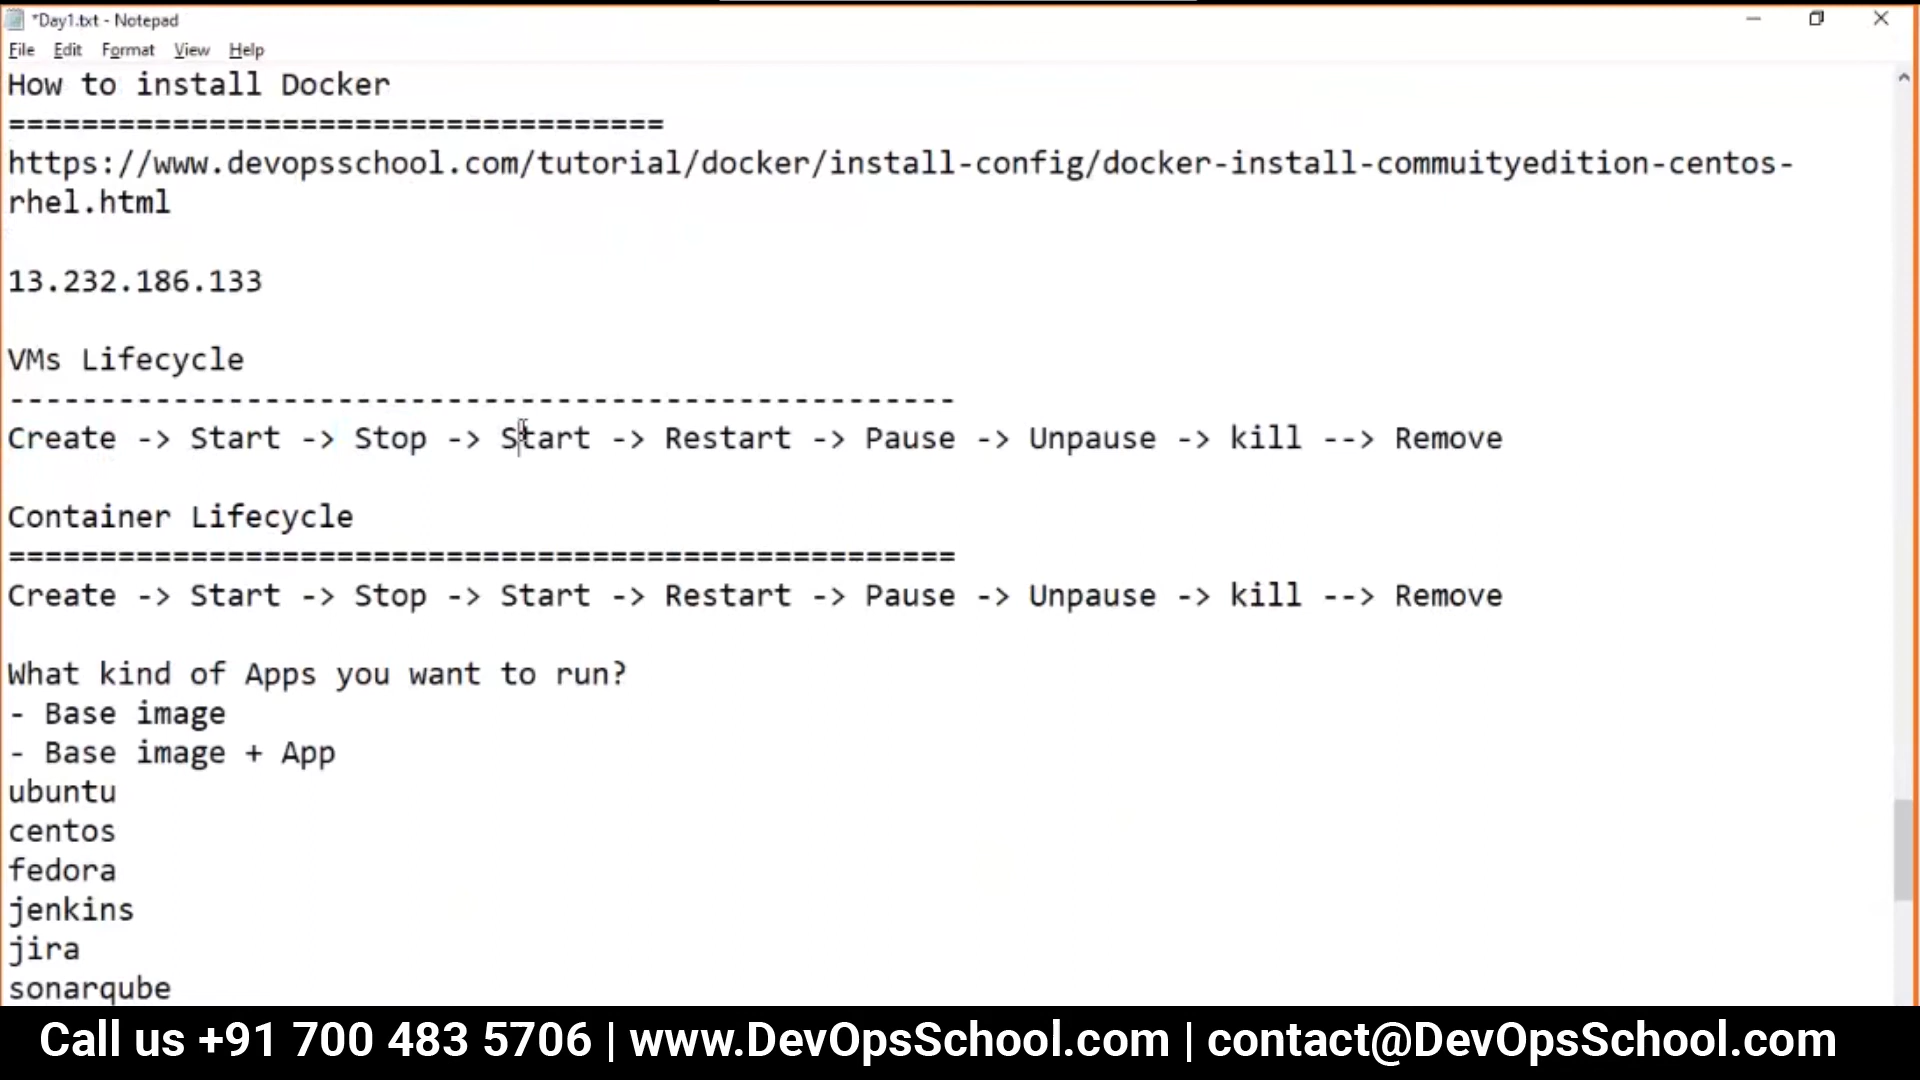 *Day1.txt - Notepad
File Edit Format View Help
How to install Docker
====================================
https://www.devopsschool.com/tutorial/docker/install-config/docker-install-commuityedition-centos-
rhel.html
13.232.186.133
VMs Lifecycle
----------------------------------------------------
Create -> Start -> Stop -> Start -> Restart -> Pause -> Unpause -> kill --> Remove
Container Lifecycle
====================================================
Create -> Start -> Stop -> Start -> Restart -> Pause -> Unpause -> kill --> Remove
What kind of Apps you want to run?
- Base image
- Base image + App
ubuntu
centos
fedora
jenkins
jira
sonarqube
Call us +91 700 483 5706 | www.DevOpsSchool.com | contact@DevOpsSchool.com